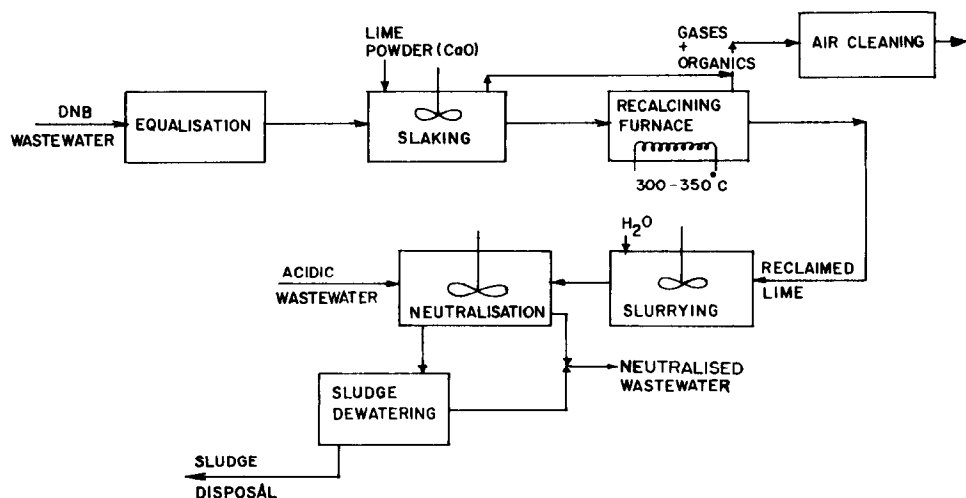 DNB
WASTEWATER
EQUALISATION
LIME
POWDER (CaO)
SLAKING
GASES
+
ORGANICS
AIR CLEANING
RECALCINING
FURNACE
300-350°C
RECLAIMED
LIME
H₂O
SLURRYING
ACIDIC
WASTEWATER
NEUTRALISATION
NEUTRALISED
WASTEWATER
SLUDGE
DEWATERING
SLUDGE
DISPOSAL